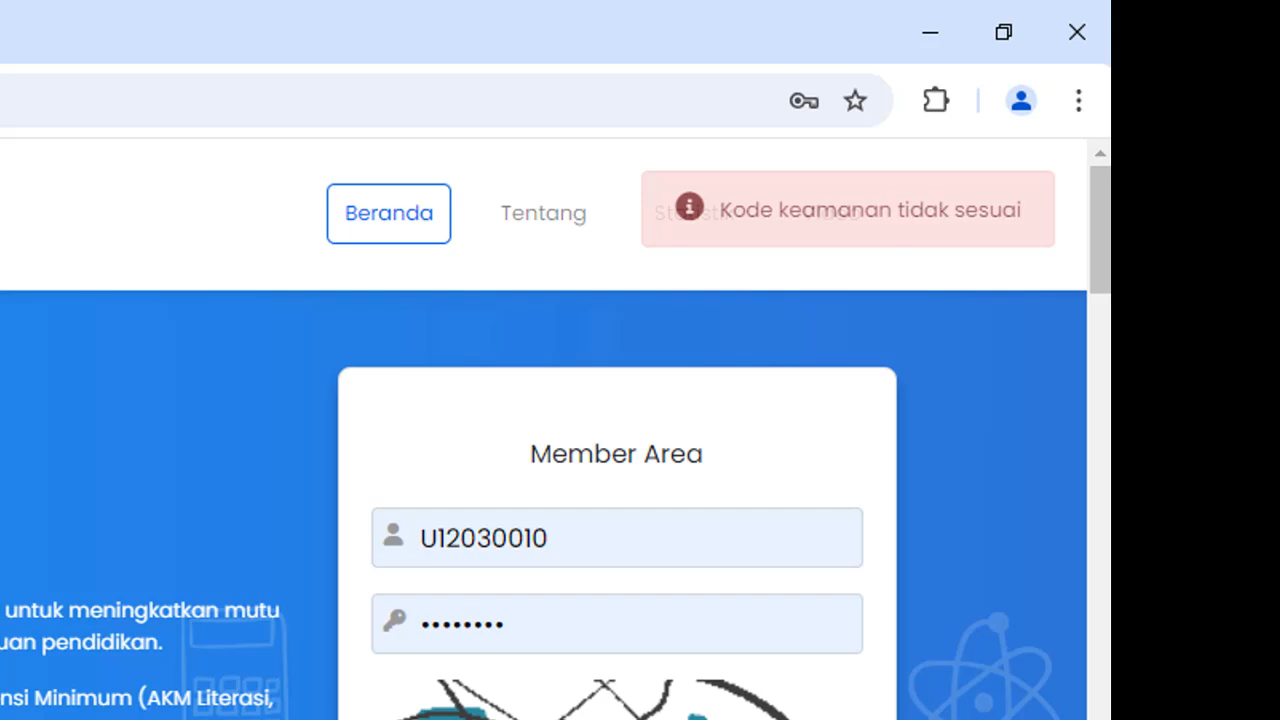 Beranda
Tentang
Kode keamanan tidak sesuai
Member Area
U12030010
untuk meningkatkan mutu
uan pendidikan.
nsi Minimum (AKM Literasi,